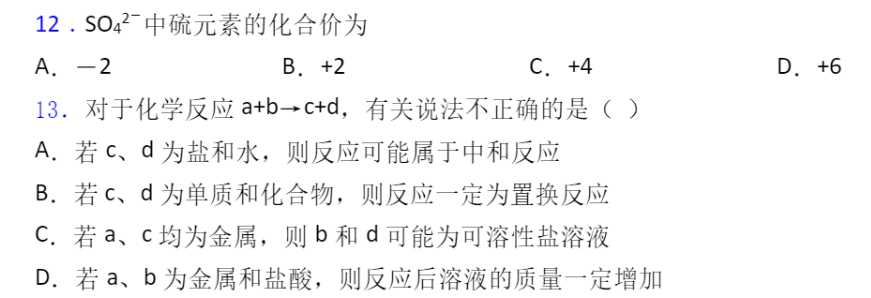 12．SO₄²⁻中硫元素的化合价为
A．－2 B．+2 C．+4 D．+6
13．对于化学反应 a+b→c+d，有关说法不正确的是（ ）
A．若 c、d 为盐和水，则反应可能属于中和反应
B．若 c、d 为单质和化合物，则反应一定为置换反应
C．若 a、c 均为金属，则 b 和 d 可能为可溶性盐溶液
D．若 a、b 为金属和盐酸，则反应后溶液的质量一定增加